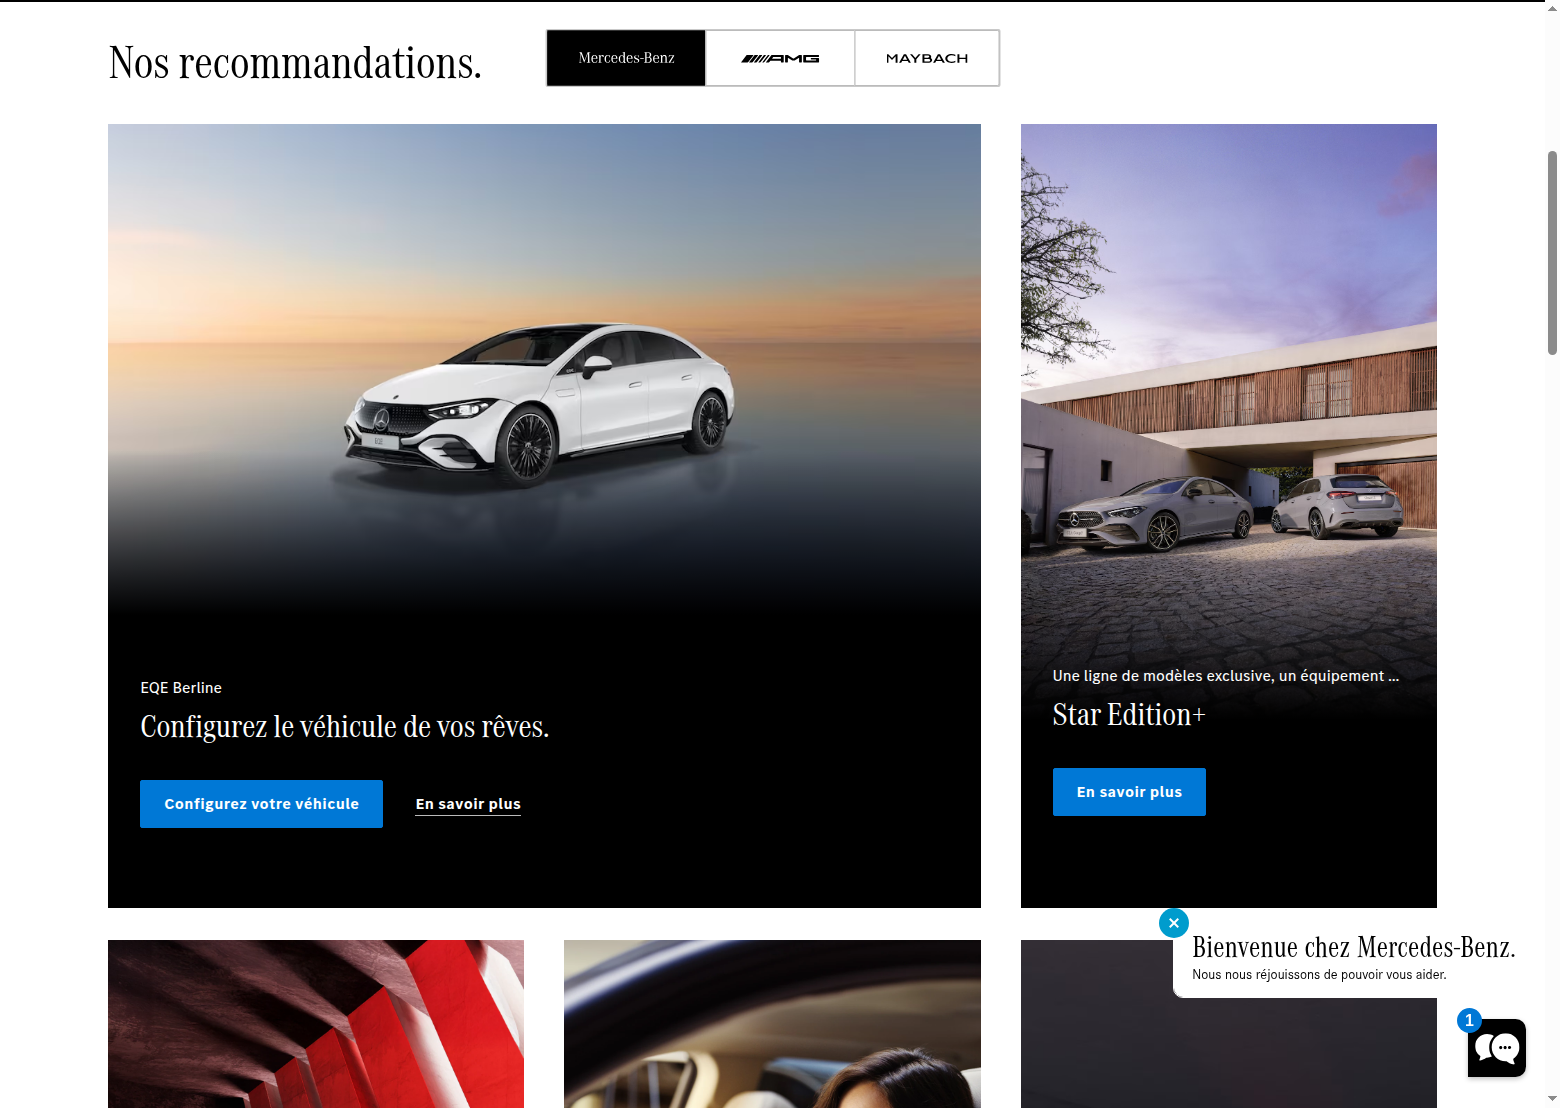 Nos recommandations.
Mercedes-Benz
AMG
MAYBACH
EQE
EQE Berline
Configurez le véhicule de vos rêves.
Configurez votre véhicule
En savoir plus
Une ligne de modèles exclusive, un équipement ...
Star Edition+
En savoir plus
Bienvenue chez Mercedes-Benz.
Nous nous réjouissons de pouvoir vous aider.
1